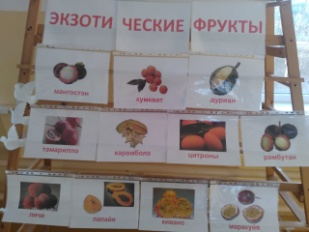 ЭКЗОТИ ЧЕСКИЕ ФРУКТЫ
мангостан кумкват дуриан
тамарилло карамбола цитроны рамбутан
личи папайя кивано маракуйя